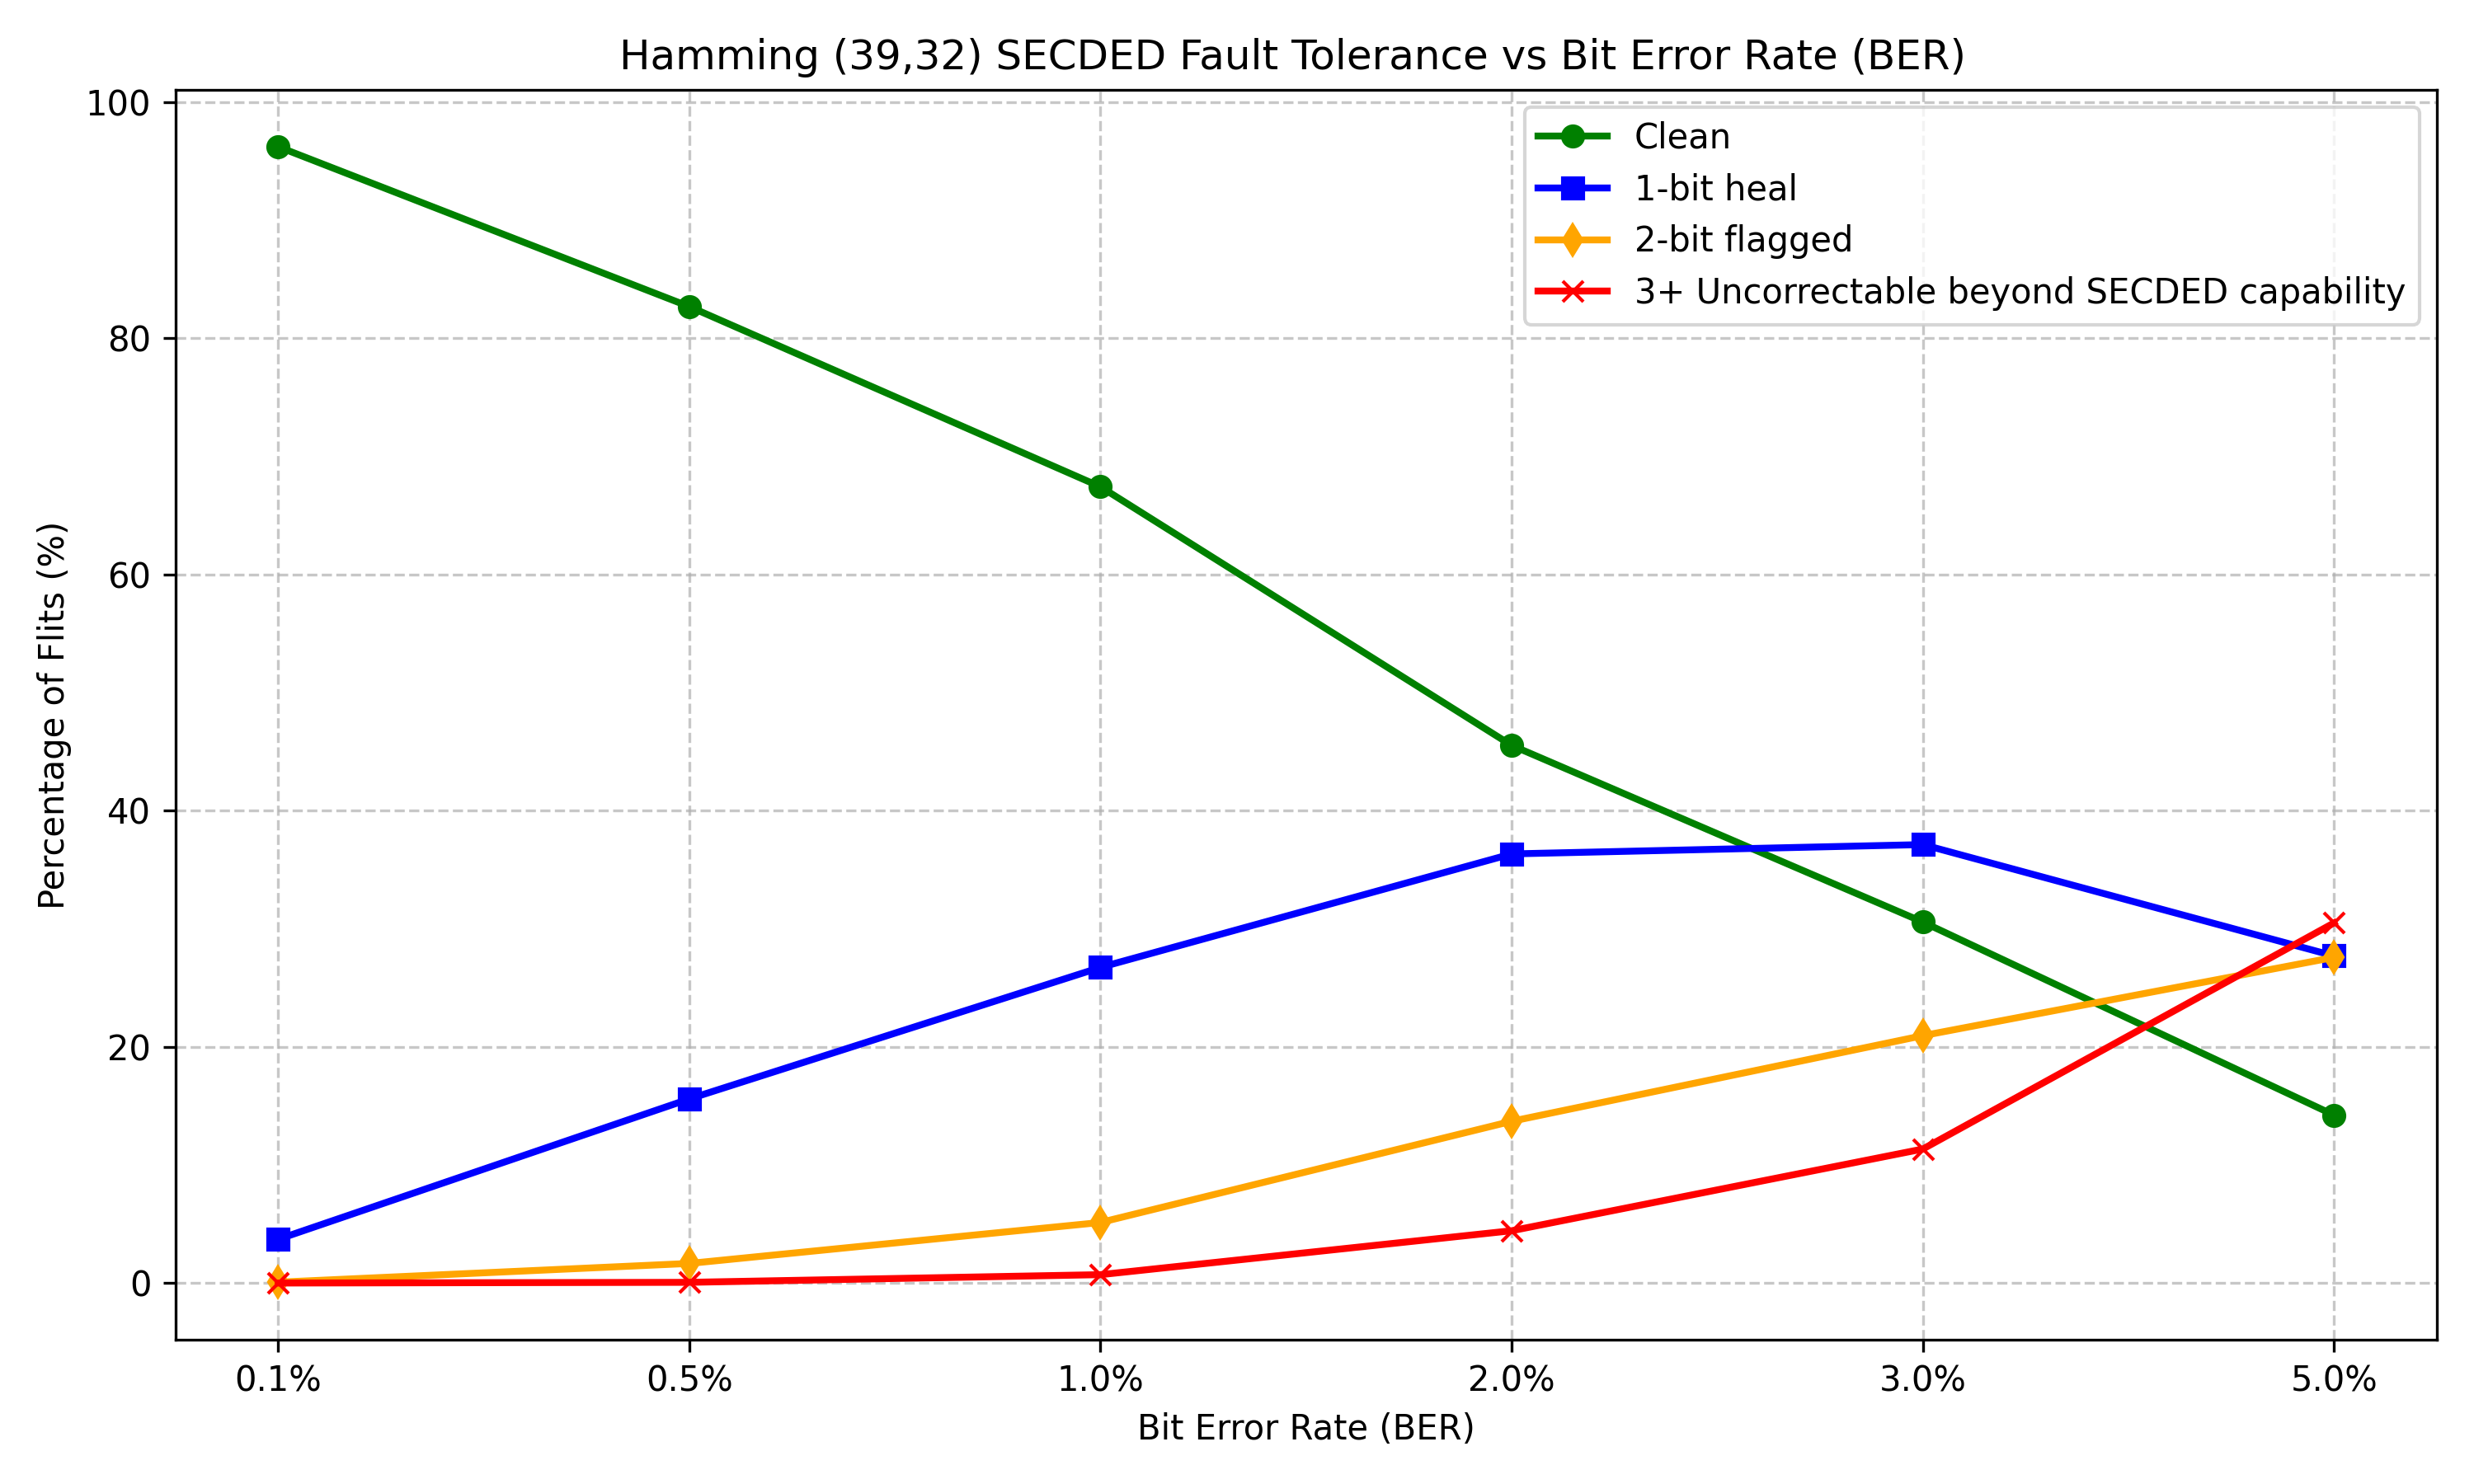 Hamming (39,32) SECDED Fault Tolerance vs Bit Error Rate (BER)
Clean
1-bit heal
2-bit flagged
3+ Uncorrectable beyond SECDED capability
Percentage of Flits (%)
100
80
60
40
20
0
0.1% 0.5% 1.0% 2.0% 3.0% 5.0%
Bit Error Rate (BER)